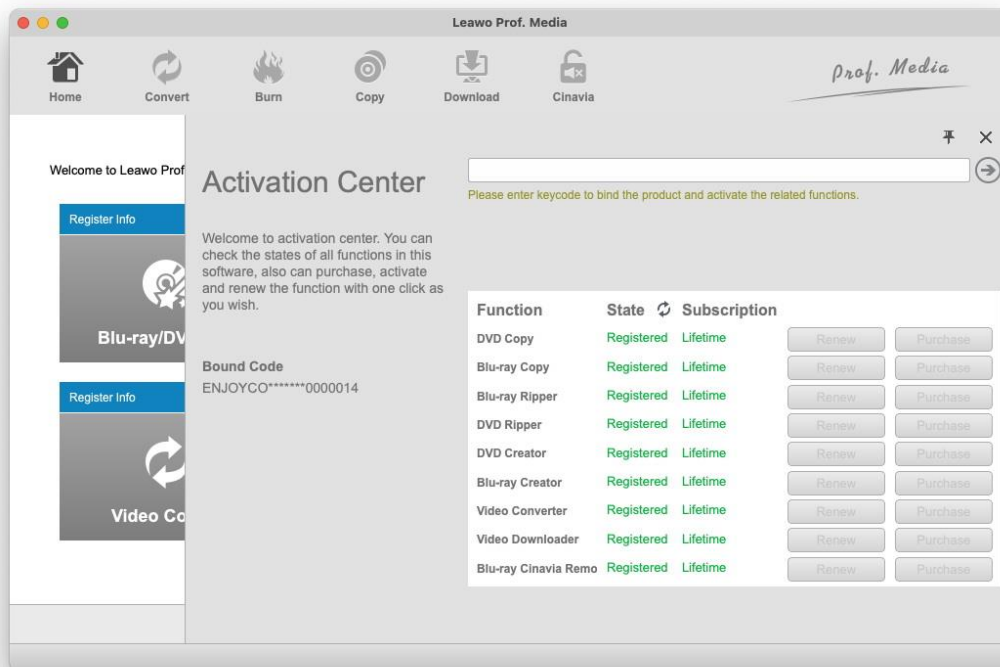 Leawo Prof. Media
Home
Convert
Burn
Copy
Download
Cinavia
Prof. Media
Welcome to Leawo Prof
Register Info
Blu-ray/DV
Register Info
Video Co
Activation Center
Welcome to activation center. You can
check the states of all functions in this
software, also can purchase, activate
and renew the function with one click as
you wish.
Bound Code
ENJOYCO*******0000014
Please enter keycode to bind the product and activate the related functions.
Function State Subscription
DVD Copy Registered Lifetime Renew Purchase
Blu-ray Copy Registered Lifetime Renew Purchase
Blu-ray Ripper Registered Lifetime Renew Purchase
DVD Ripper Registered Lifetime Renew Purchase
DVD Creator Registered Lifetime Renew Purchase
Blu-ray Creator Registered Lifetime Renew Purchase
Video Converter Registered Lifetime Renew Purchase
Video Downloader Registered Lifetime Renew Purchase
Blu-ray Cinavia Remo Registered Lifetime Renew Purchase